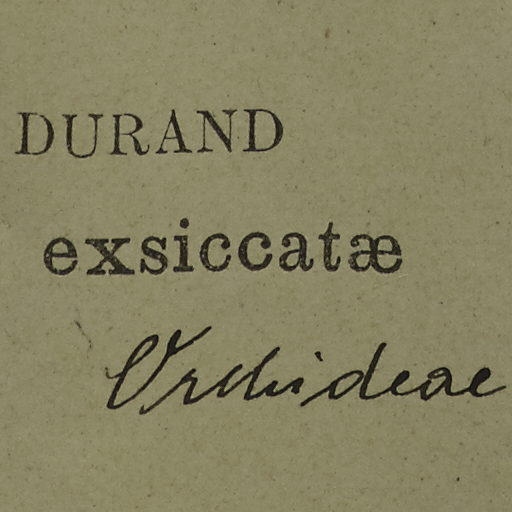 DURAND
exsiccatæ
Orchideae